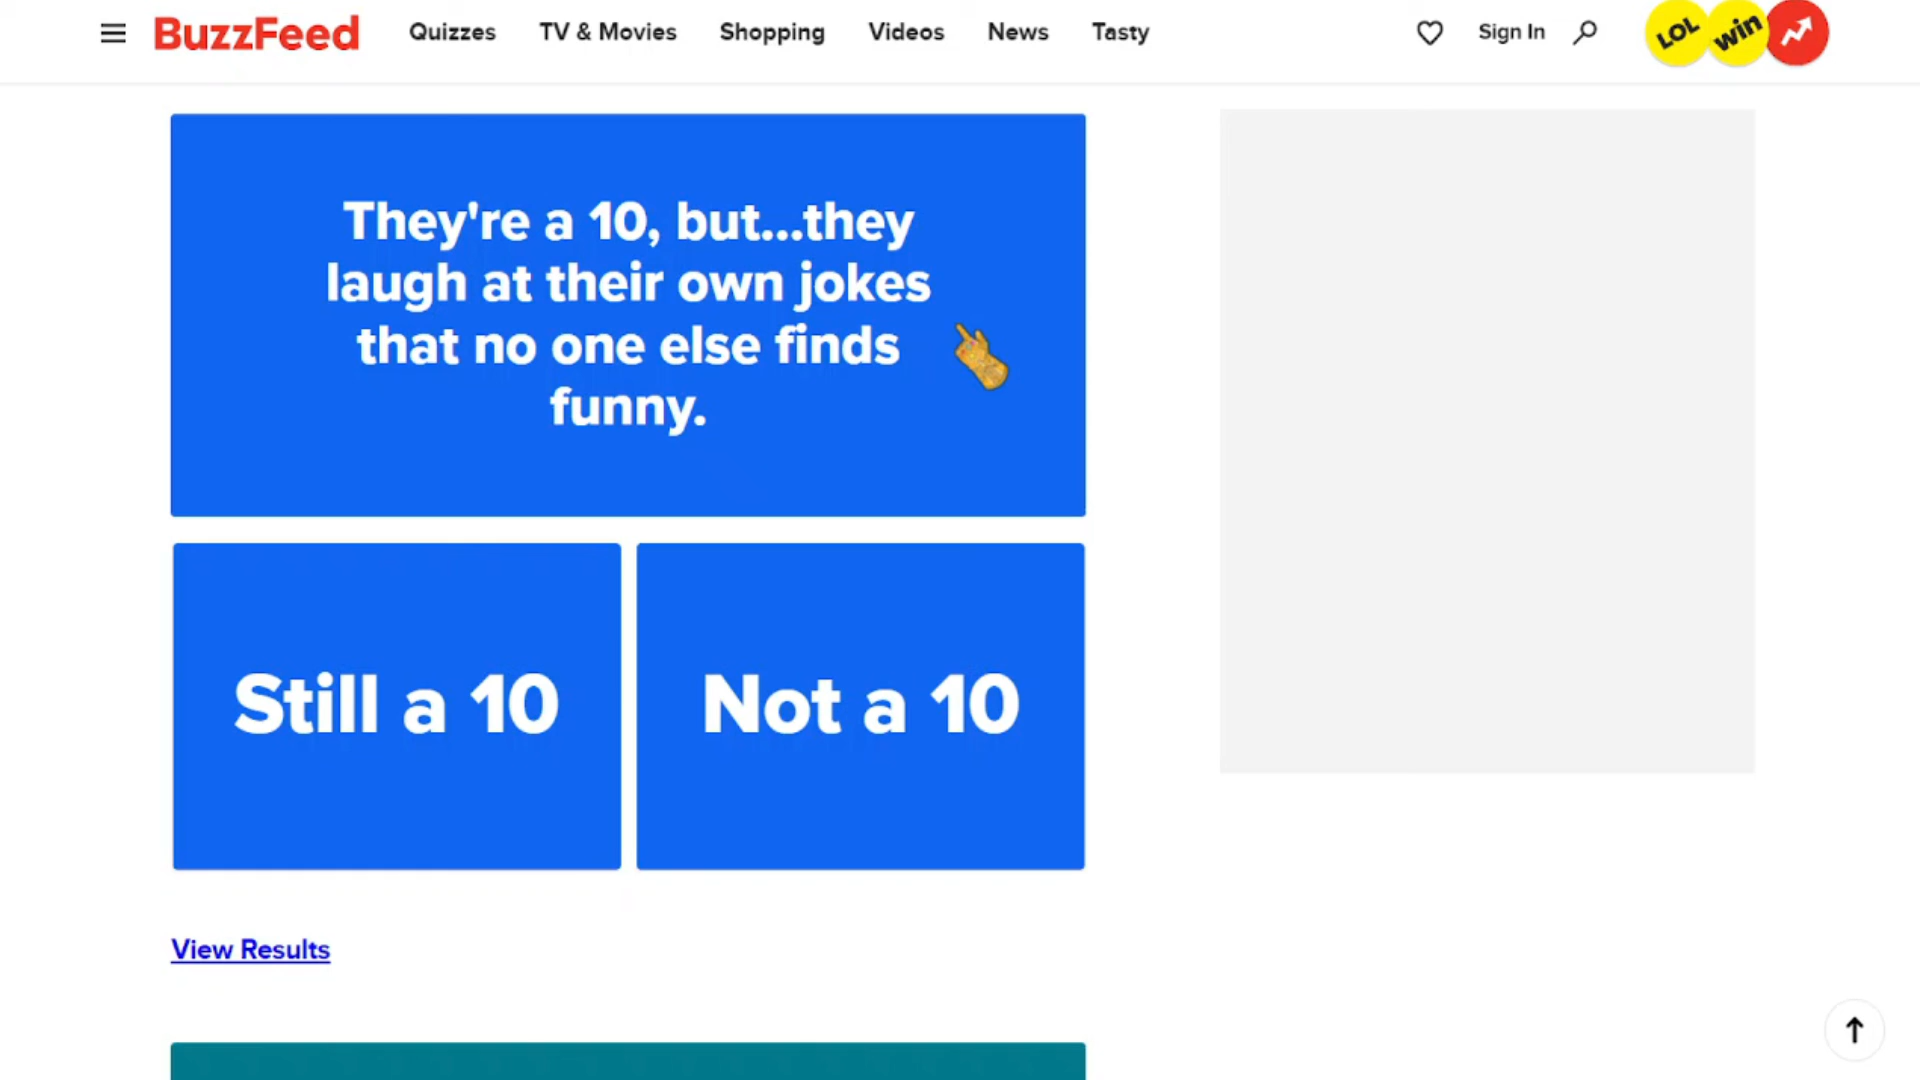 BuzzFeed Quizzes TV & Movies Shopping Videos News Tasty Sign In LOL win
They're a 10, but...they
laugh at their own jokes
that no one else finds
funny.
Still a 10 Not a 10
View Results